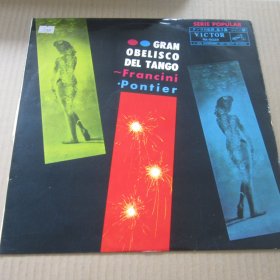 SERIE POPULAR
GRAN
OBELISCO
DEL TANGO
~Francini
·Pontier
VICTOR